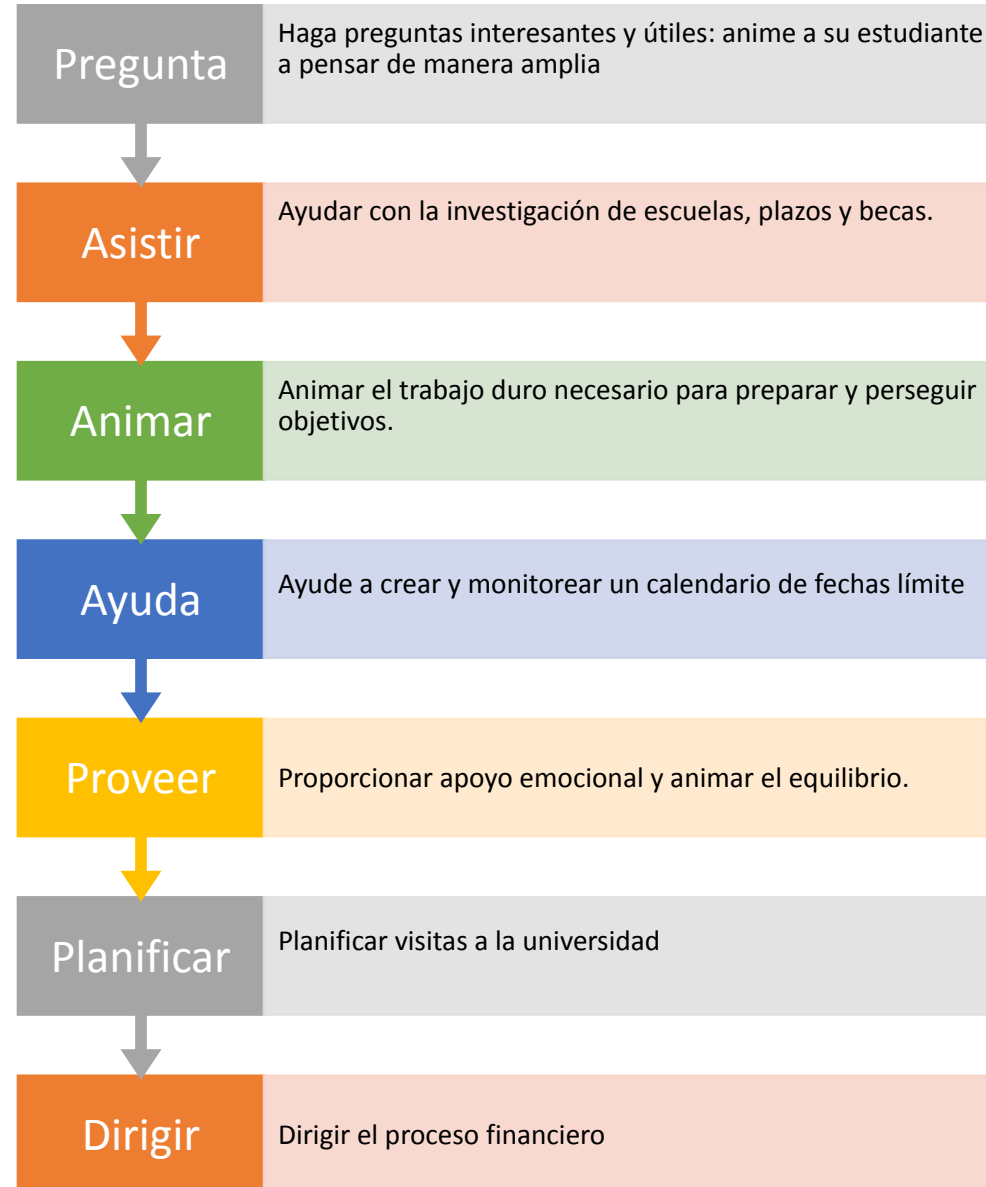 Pregunta
Haga preguntas interesantes y útiles: anime a su estudiante
a pensar de manera amplia
Asistir
Ayudar con la investigación de escuelas, plazos y becas.
Animar
Animar el trabajo duro necesario para preparar y perseguir
objetivos.
Ayuda
Ayude a crear y monitorear un calendario de fechas límite
Proveer
Proporcionar apoyo emocional y animar el equilibrio.
Planificar
Planificar visitas a la universidad
Dirigir
Dirigir el proceso financiero